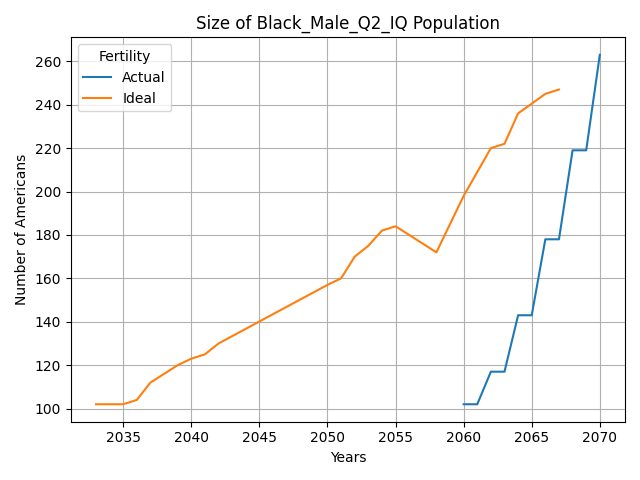 Size of Black_Male_Q2_IQ Population
Fertility
Actual
Ideal
Number of Americans
260
240
220
200
180
160
140
120
100
2035 2040 2045 2050 2055 2060 2065 2070
Years